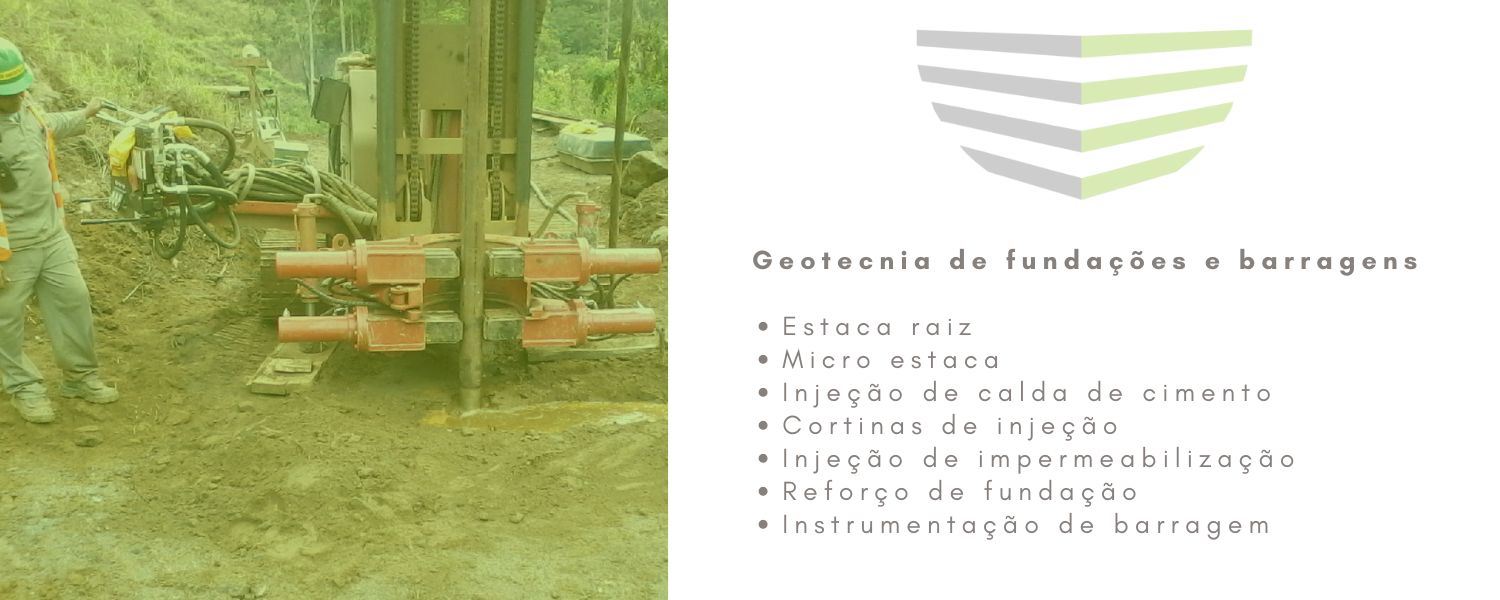 Geotecnia de fundações e barragens
• Estaca raiz
• Micro estaca
• Injeção de calda de cimento
• Cortinas de injeção
• Injeção de impermeabilização
• Reforço de fundação
• Instrumentação de barragem